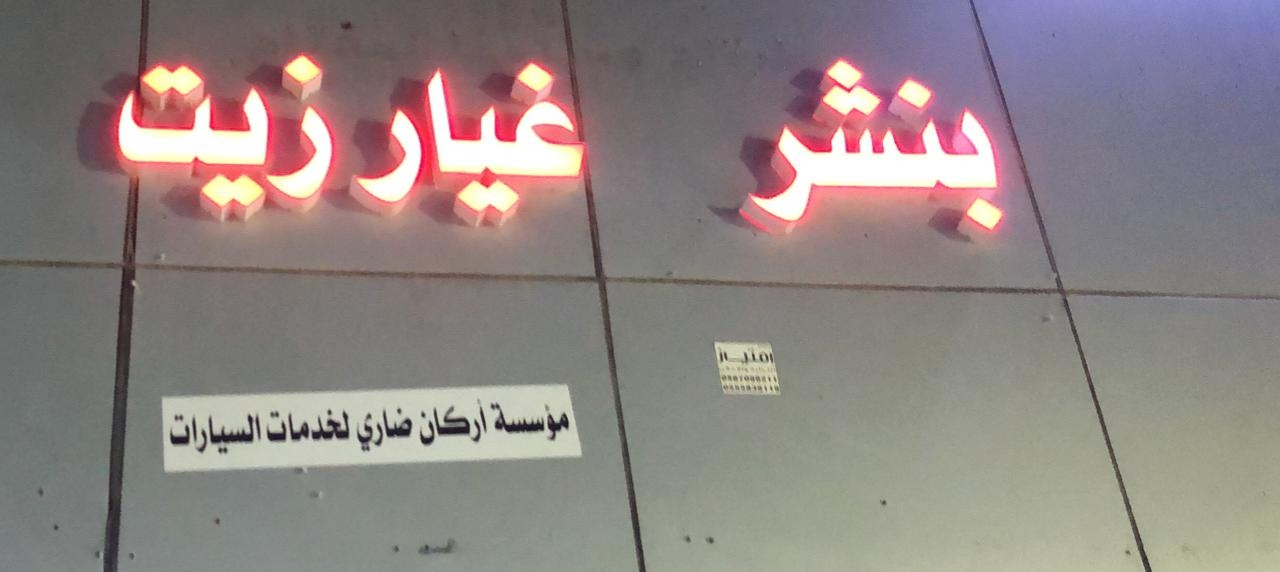 بنشر غيار زيت
امتياز
مؤسسة أركان ضاري لخدمات السيارات